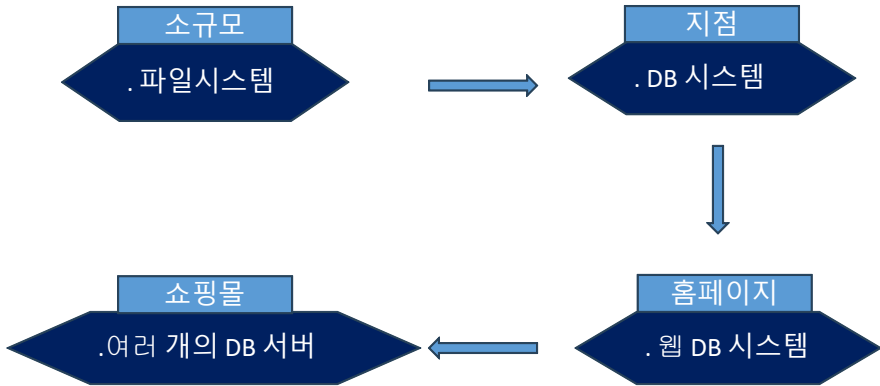 소규모
. 파일시스템
지점
. DB 시스템
홈페이지
. 웹 DB 시스템
쇼핑몰
.여러 개의 DB 서버